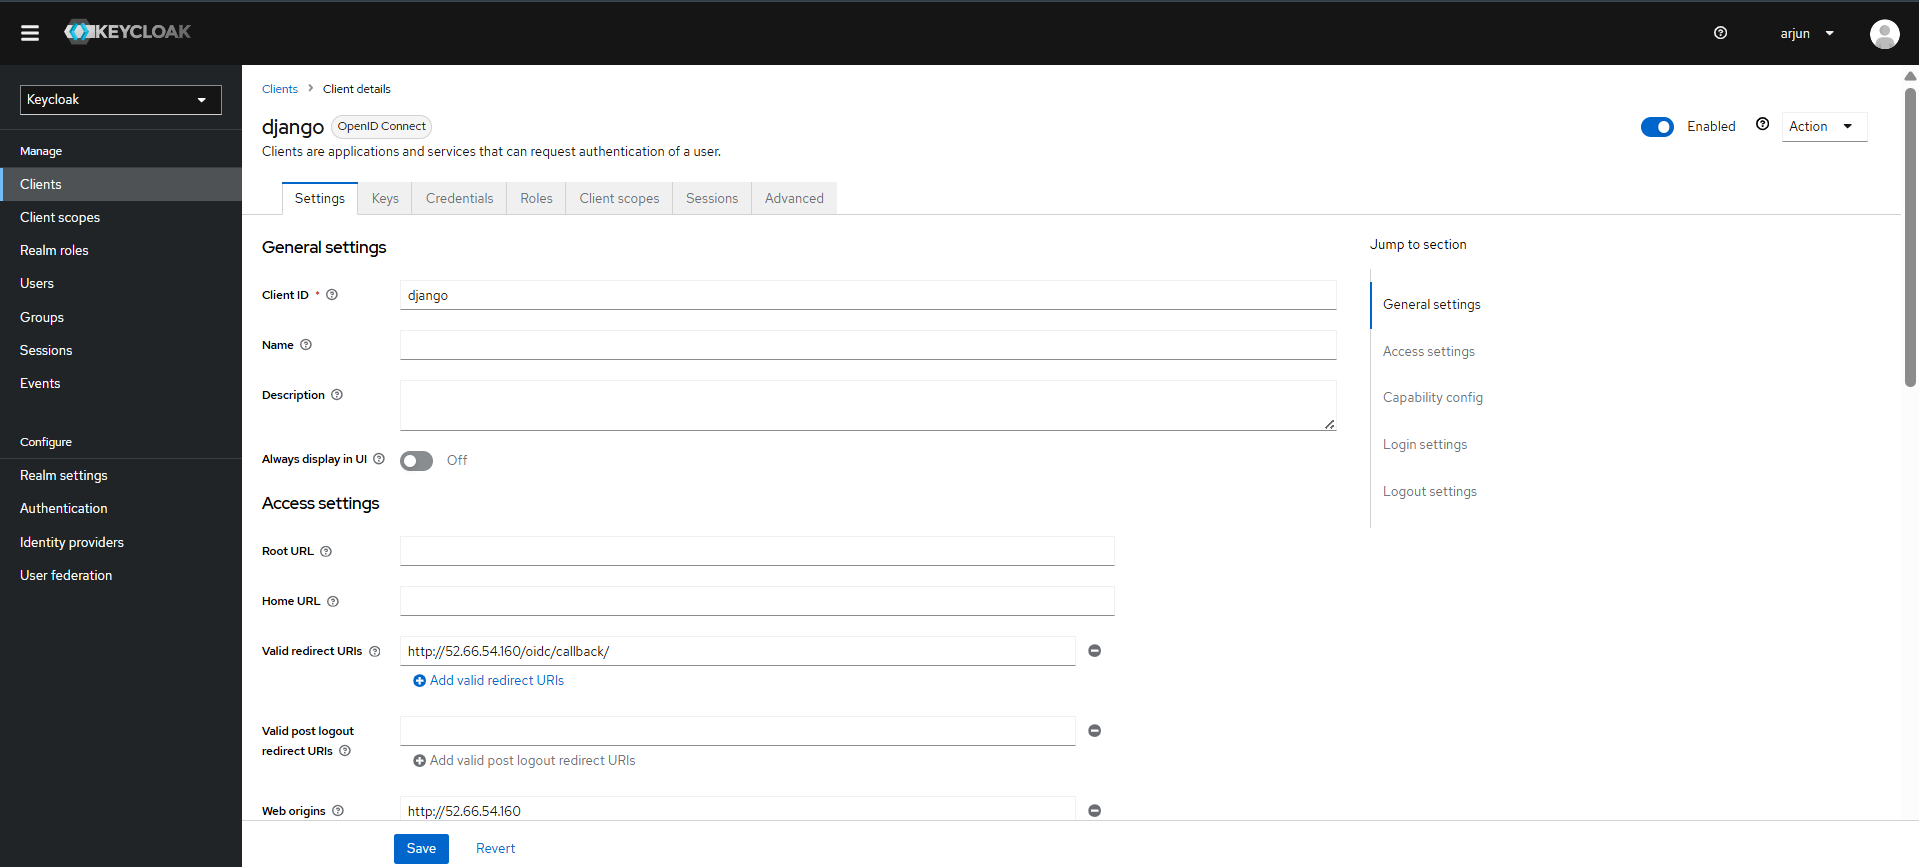 KEYCLOAK
arjun
Keycloak
Manage
Clients
Client scopes
Realm roles
Users
Groups
Sessions
Events
Configure
Realm settings
Authentication
Identity providers
User federation
Clients > Client details
django OpenID Connect
Enabled
Action
Clients are applications and services that can request authentication of a user.
Settings Keys Credentials Roles Client scopes Sessions Advanced
General settings
Client ID *
django
Name
Description
Always display in UI
Off
Access settings
Root URL
Home URL
Valid redirect URIs
http://52.66.54.160/oidc/callback/
Add valid redirect URIs
Valid post logout
redirect URIs
Add valid post logout redirect URIs
Web origins
http://52.66.54.160
Save
Revert
Jump to section
General settings
Access settings
Capability config
Login settings
Logout settings